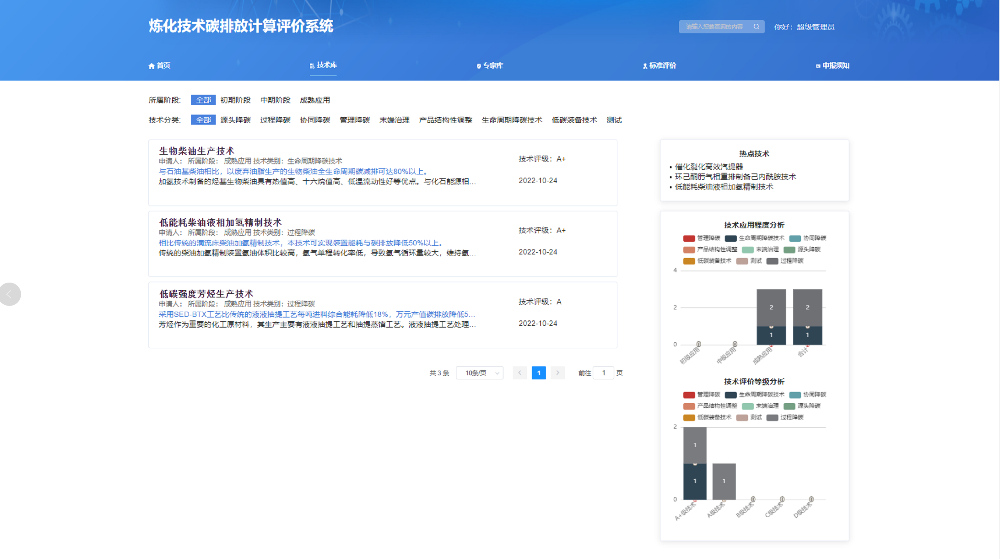 炼化技术碳排放计算评价系统
请输入您要查询的内容
你好：超级管理员
首页 技术库 专家库 标准评价 申报须知
所属阶段: 全部 初期阶段 中期阶段 成熟应用
技术分类: 全部 源头降碳 过程降碳 协同降碳 管理降碳 末端治理 产品结构性调整 生命周期降碳技术 低碳装备技术 测试
生物柴油生产技术
申请人： 所属阶段： 成熟应用 技术类别：生命周期降碳技术
与石油基柴油相比，以废弃油脂生产的生物柴油全生命周期碳减排可达80%以上。
加氢技术制备的烃基生物柴油具有热值高、十六烷值高、低温流动性好等优点。与化石能源相...
技术评级：A+
2022-10-24
低能耗柴油液相加氢精制技术
申请人： 所属阶段： 成熟应用 技术类别：过程降碳
相比传统的滴流床柴油加氢精制技术，本技术可实现装置能耗与碳排放降低50%以上。
传统的柴油加氢精制装置氢油体积比较高，氢气单程转化率低，导致氢气循环量较大，维持氢...
技术评级：A+
2022-10-24
低碳强度芳烃生产技术
申请人： 所属阶段： 成熟应用 技术类别：过程降碳
采用SED-BTX工艺比传统的液液抽提工艺每吨进料综合能耗降低18%，万元产值碳排放降低5...
芳烃作为重要的化工原材料，其生产主要有液液抽提工艺和抽提蒸馏工艺。液液抽提工艺处理...
技术评级：A
2022-10-24
共 3 条 10条/页 1 前往 1 页
热点技术
• 催化裂化高效汽提器
• 环己酮肟气相重排制备己内酰胺技术
• 低能耗柴油液相加氢精制技术
技术应用程度分析
管理降碳 生命周期降碳技术 协同降碳
产品结构性调整 末端治理 源头降碳
低碳装备技术 测试 过程降碳
4
2 2 2
1 1
0 0 0
初级应用 中级应用 成熟应用 合计
技术评价等级分析
管理降碳 生命周期降碳技术 协同降碳
产品结构性调整 末端治理 源头降碳
低碳装备技术 测试 过程降碳
2
1
1 1
0 0 0 0
A+级技术 A级技术 B级技术 C级技术 D级技术